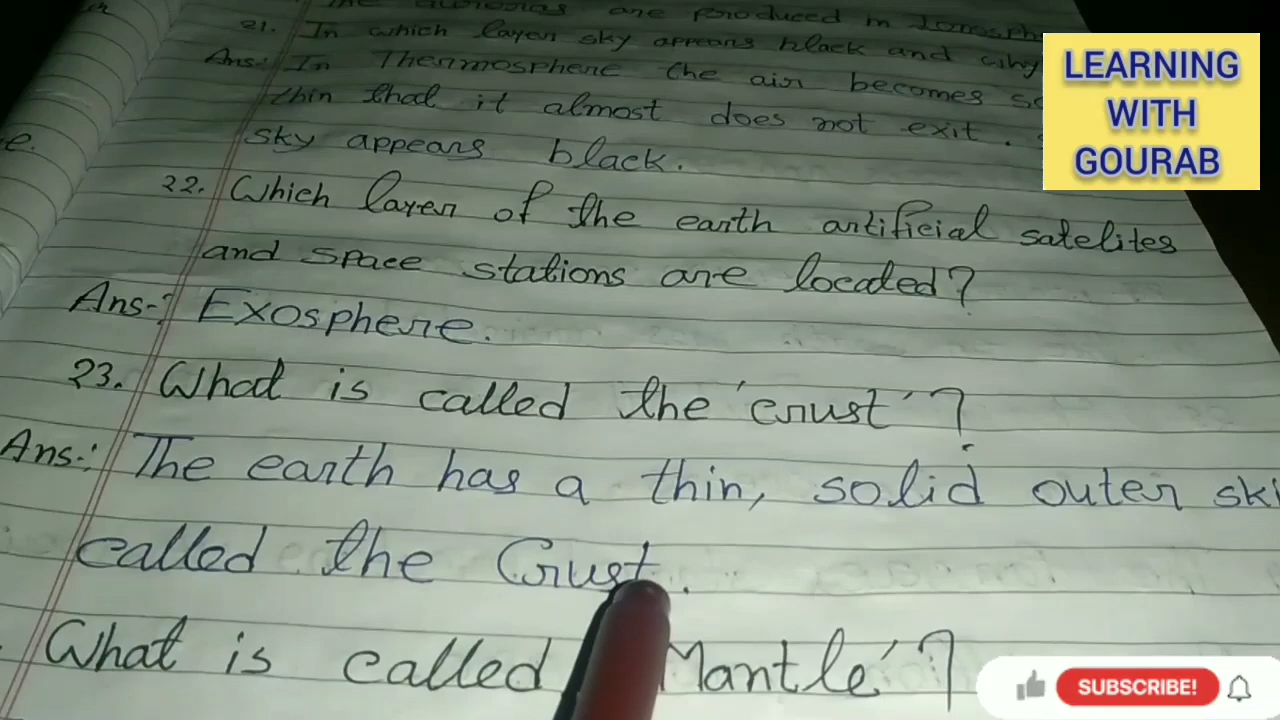 The auroras are produced in Ionosph
21. In which layer sky appears black and why
Ans: In Thermosphere the air becomes so
thin that it almost does not exit.
sky appears black.
e.
22. Which layer of the earth artificial satelites
and space stations are located?
Ans-: Exosphere.
23. What is called the 'crust'?
Ans-: The earth has a thin, solid outer ski
called the Crust.
What is called Mantle'?
LEARNING
WITH
GOURAB
SUBSCRIBE!